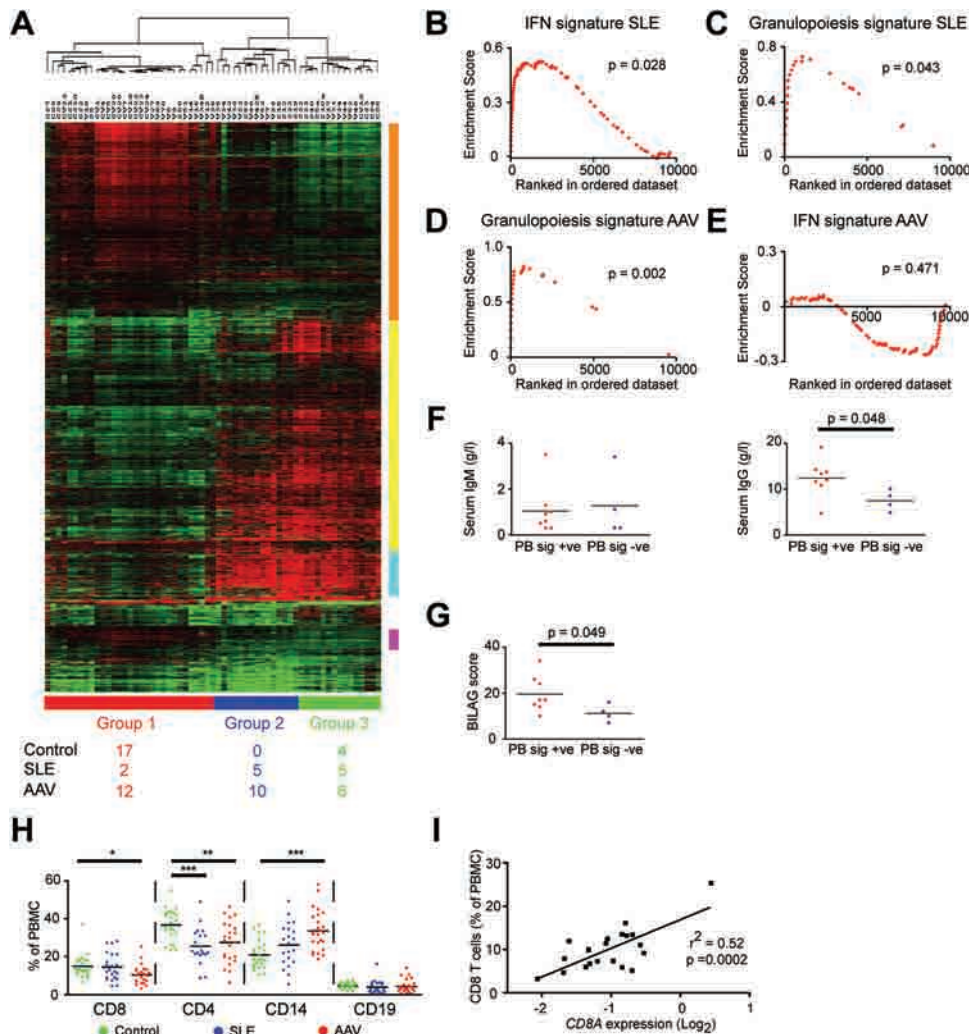 A
B
IFN signature SLE
Enrichment Score
0.6
0.3
0
p = 0.028
0
5000
10000
Ranked in ordered dataset
C
Granulopoiesis signature SLE
Enrichment Score
0.8
0.4
0
p = 0.043
0
5000
10000
Ranked in ordered dataset
D
Granulopoiesis signature AAV
Enrichment Score
1.0
0.5
0
p = 0.002
0
5000
10000
Ranked in ordered dataset
E
IFN signature AAV
Enrichment Score
0.3
0
-0.3
p = 0.471
5000
10000
Ranked in ordered dataset
F
Serum IgM (g/l)
4
2
0
PB sig +ve
PB sig -ve
p = 0.048
Serum IgG (g/l)
20
10
0
PB sig +ve
PB sig -ve
G
p = 0.049
BILAG score
40
20
0
PB sig +ve
PB sig -ve
Group 1
Group 2
Group 3
Control 17 0 4
SLE 2 5 5
AAV 12 10 6
H
% of PBMC
60
40
20
0
*
**
***
***
CD8
CD4
CD14
CD19
Control
SLE
AAV
I
CD8 T cells (% of PBMC)
30
20
10
0
r2 = 0.52
p =0.0002
-2
-1
0
1
CD8A expression (Log2)